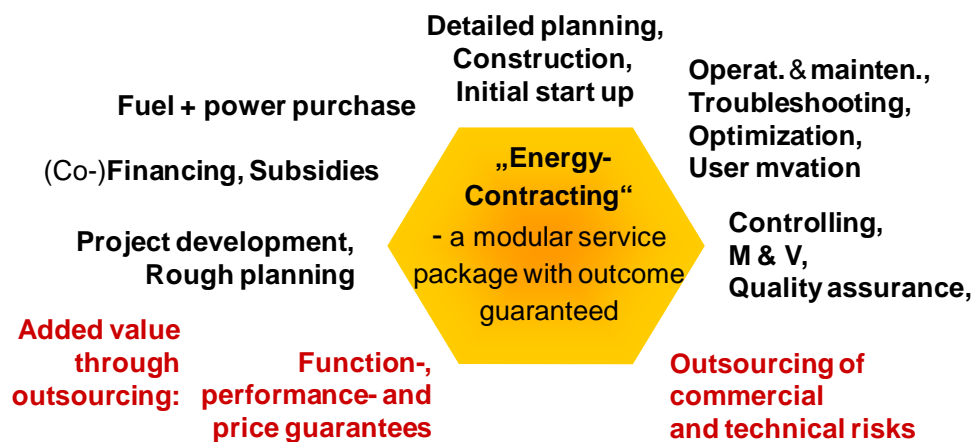 Detailed planning,
Construction,
Initial start up
Operat. & mainten.,
Troubleshooting,
Optimization,
User mvation
Fuel + power purchase
(Co-)Financing, Subsidies
Project development,
Rough planning
„Energy-
Contracting“
- a modular service
package with outcome
guaranteed
Controlling,
M & V,
Quality assurance,
Added value
through
outsourcing:
Function-,
performance- and
price guarantees
Outsourcing of
commercial
and technical risks